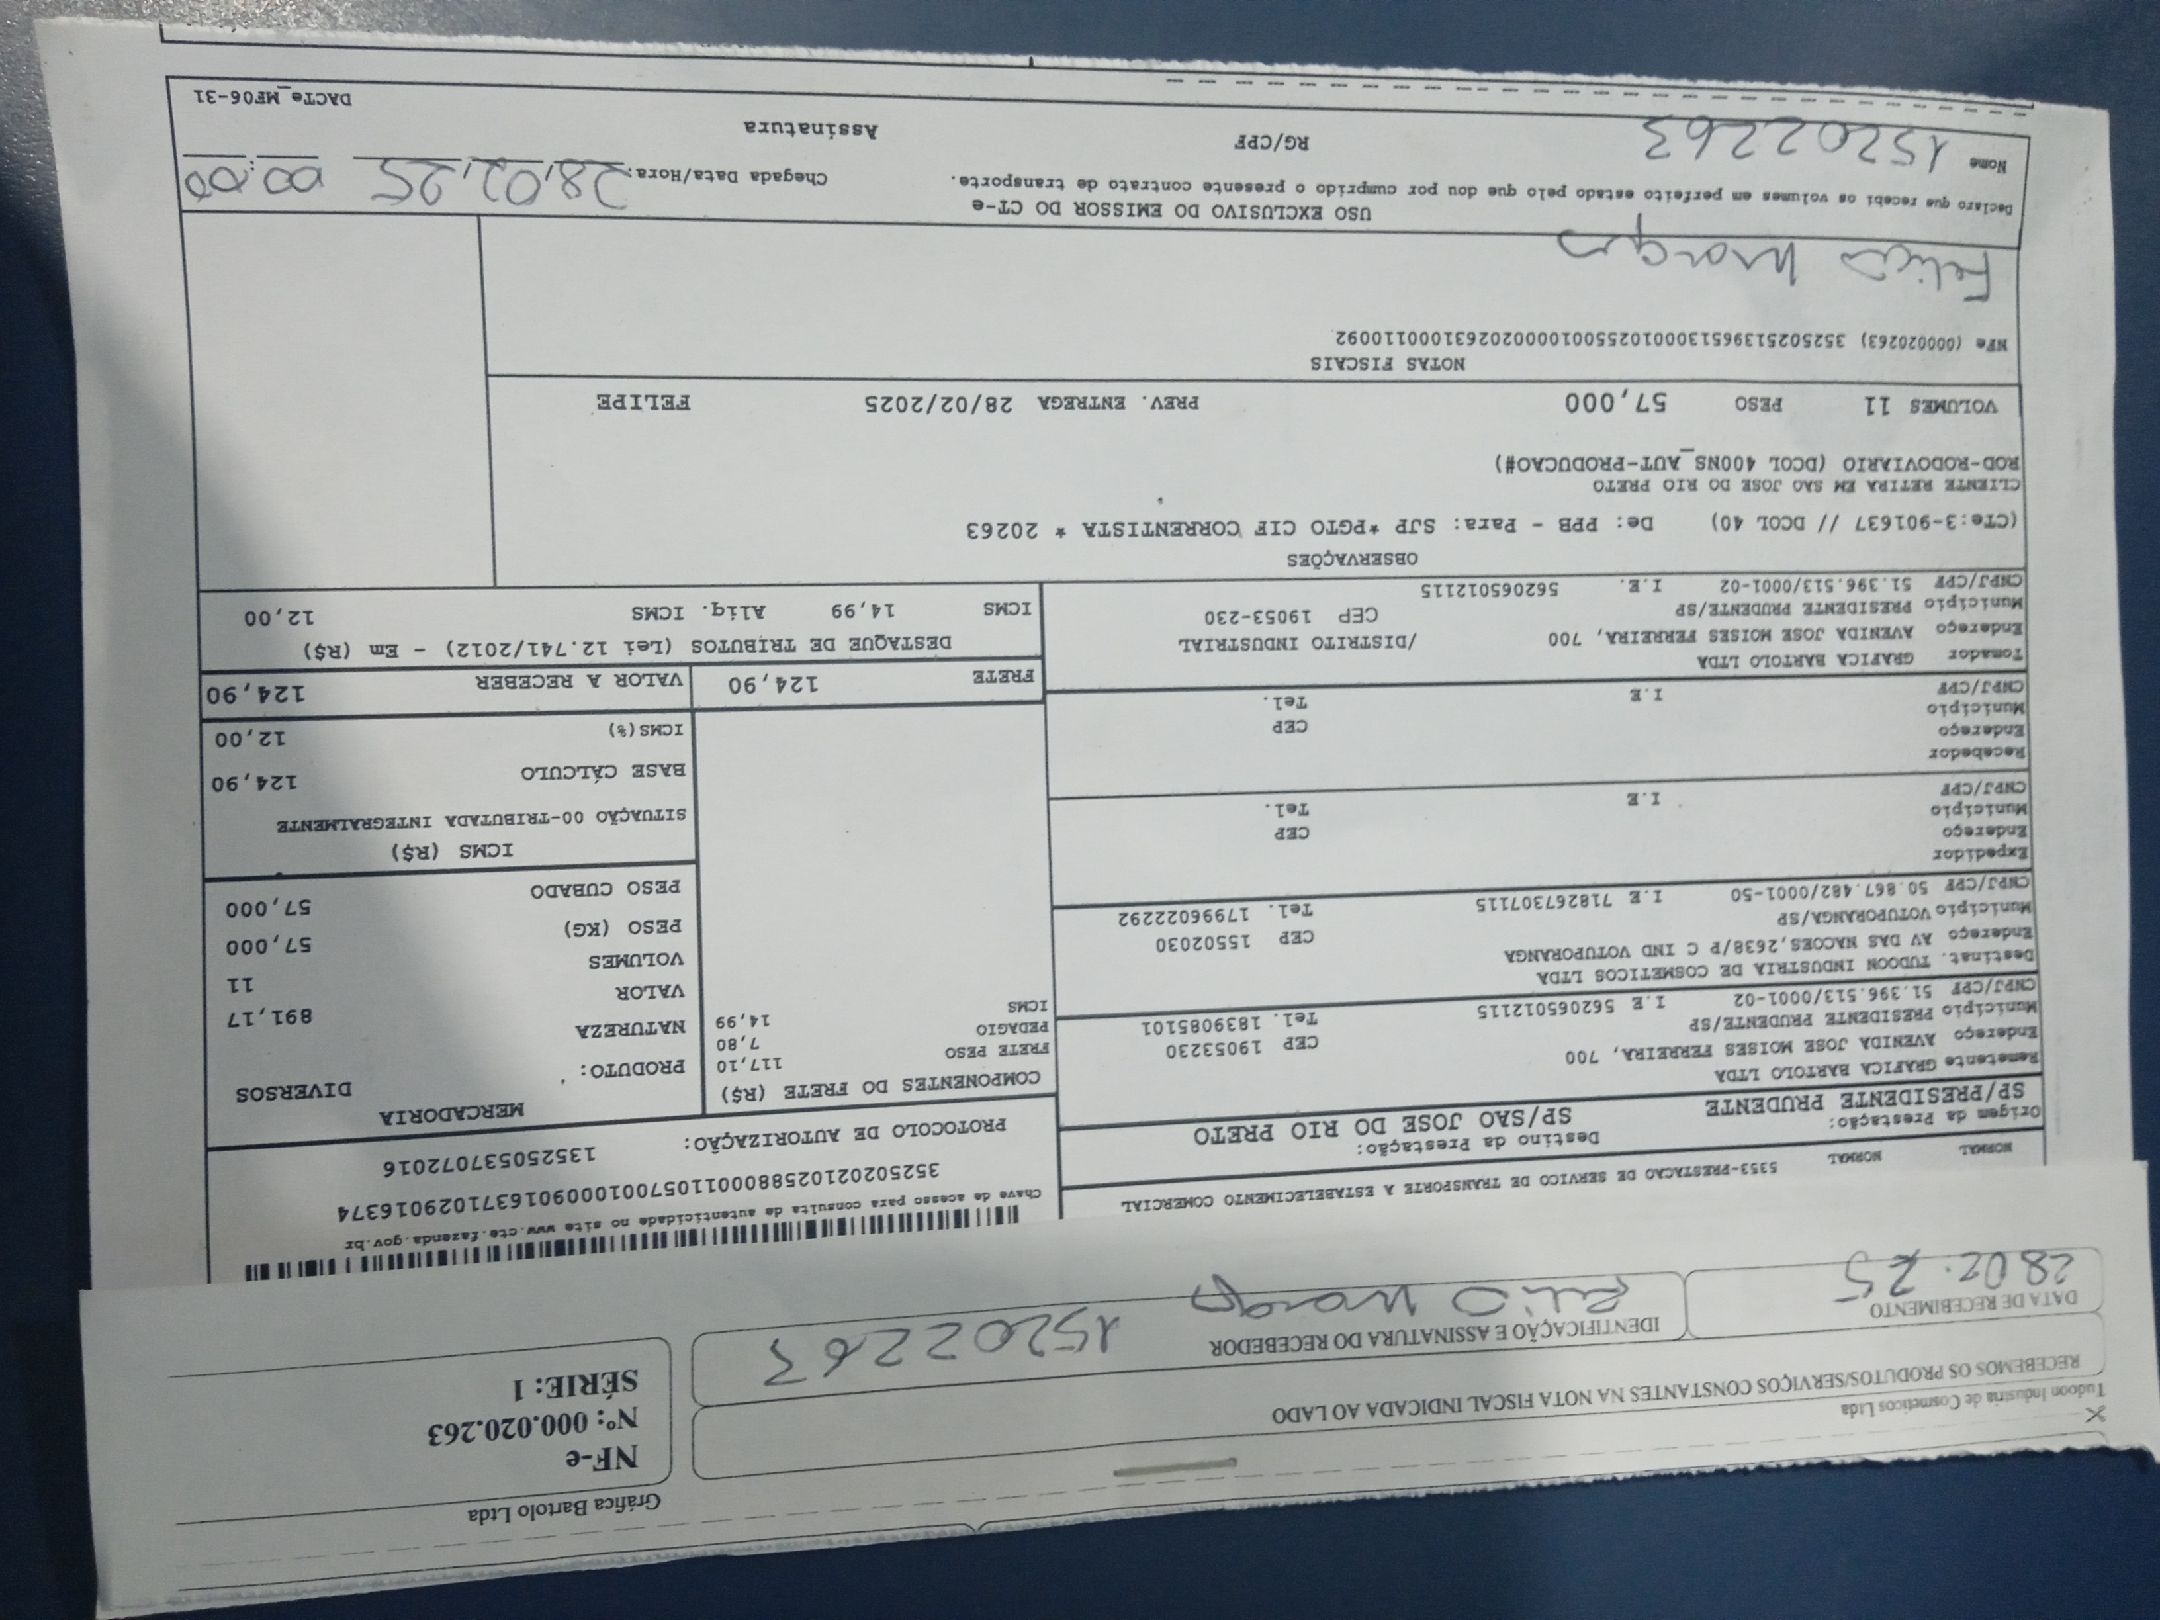 Gráfica Bartolo Ltda
NF-e
Nº: 000.020.263
SÉRIE: 1
Tudoon Industria de Cosmeticos Ltda
RECEBEMOS OS PRODUTOS/SERVIÇOS CONSTANTES NA NOTA FISCAL INDICADA AO LADO
DATA DE RECEBIMENTO
28 02. 25
IDENTIFICAÇÃO E ASSINATURA DO RECEBEDOR
15202263
Chave de acesso para consulta de autenticidade no site www.cte.fazenda.gov.br
35250202102588000110570010009016371029016374
PROTOCOLO DE AUTORIZAÇÃO: 135250537072016
NORMAL NORMAL 5353-PRESTACAO DE SERVICO DE TRANSPORTE A ESTABELECIMENTO COMERCIAL
Origem da Prestação: Destino da Prestação:
SP/PRESIDENTE PRUDENTE SP/SAO JOSE DO RIO PRETO
Remetente GRAFICA BARTOLO LTDA
Endereço AVENIDA JOSE MOISES FERREIRA, 700 CEP 19053230
Município PRESIDENTE PRUDENTE/SP Tel. 1839085101
CNPJ/CPF 51.396.513/0001-02 I.E 562065012115
Destinat. TUDOON INDUSTRIA DE COSMETICOS LTDA
Endereço AV DAS NACOES,2638/P C IND VOTUPORANGA
Município VOTUPORANGA/SP CEP 15502030
CNPJ/CPF 50.867.482/0001-50 I.E 718267307115 Tel. 17996022292
Expedidor
Endereço CEP
Município Tel.
CNPJ/CPF I.E
Recebedor
Endereço CEP
Município Tel.
CNPJ/CPF I.E
Tomador GRAFICA BARTOLO LTDA
Endereço AVENIDA JOSE MOISES FERREIRA, 700 /DISTRITO INDUSTRIAL
Município PRESIDENTE PRUDENTE/SP CEP 19053-230
CNPJ/CPF 51.396.513/0001-02 I.E. 562065012115
COMPONENTES DO FRETE (R$)
FRETE PESO 117,10
PEDAGIO 7,80
ICMS 14,99
MERCADORIA
PRODUTO: DIVERSOS
NATUREZA
VALOR 891,17
VOLUMES 11
PESO (KG) 57,000
PESO CUBADO 57,000
ICMS (R$)
SITUAÇÃO 00-TRIBUTADA INTEGRALMENTE
BASE CÁLCULO 124,90
ICMS(%) 12,00
FRETE 124,90 VALOR A RECEBER 124,90
DESTAQUE DE TRIBUTOS (Lei 12.741/2012) - Em (R$)
ICMS 14,99 Aliq. ICMS 12,00
OBSERVAÇÕES
(CTe:3-901637 // DCOL 40) De: PPB - Para: SJP *PGTO CIF CORRENTISTA * 20263
CLIENTE RETIRA EM SAO JOSE DO RIO PRETO
ROD-RODOVIARIO (DCOL 400NS_AUT-PRODUCAO#)
VOLUMES 11 PESO 57,000 PREV. ENTREGA 28/02/2025 FELIPE
NOTAS FISCAIS
NFe (00020263) 35250251396513000102550010000202631000110092
USO EXCLUSIVO DO EMISSOR DO CT-e
Declaro que recebi os volumes em perfeito estado pelo que dou por cumprido o presente contrato de transporte.
Chegada Data/Hora: 28,02,25 00:00
Nome 15202263 RG/CPF Assinatura
DACTe_MF06-31